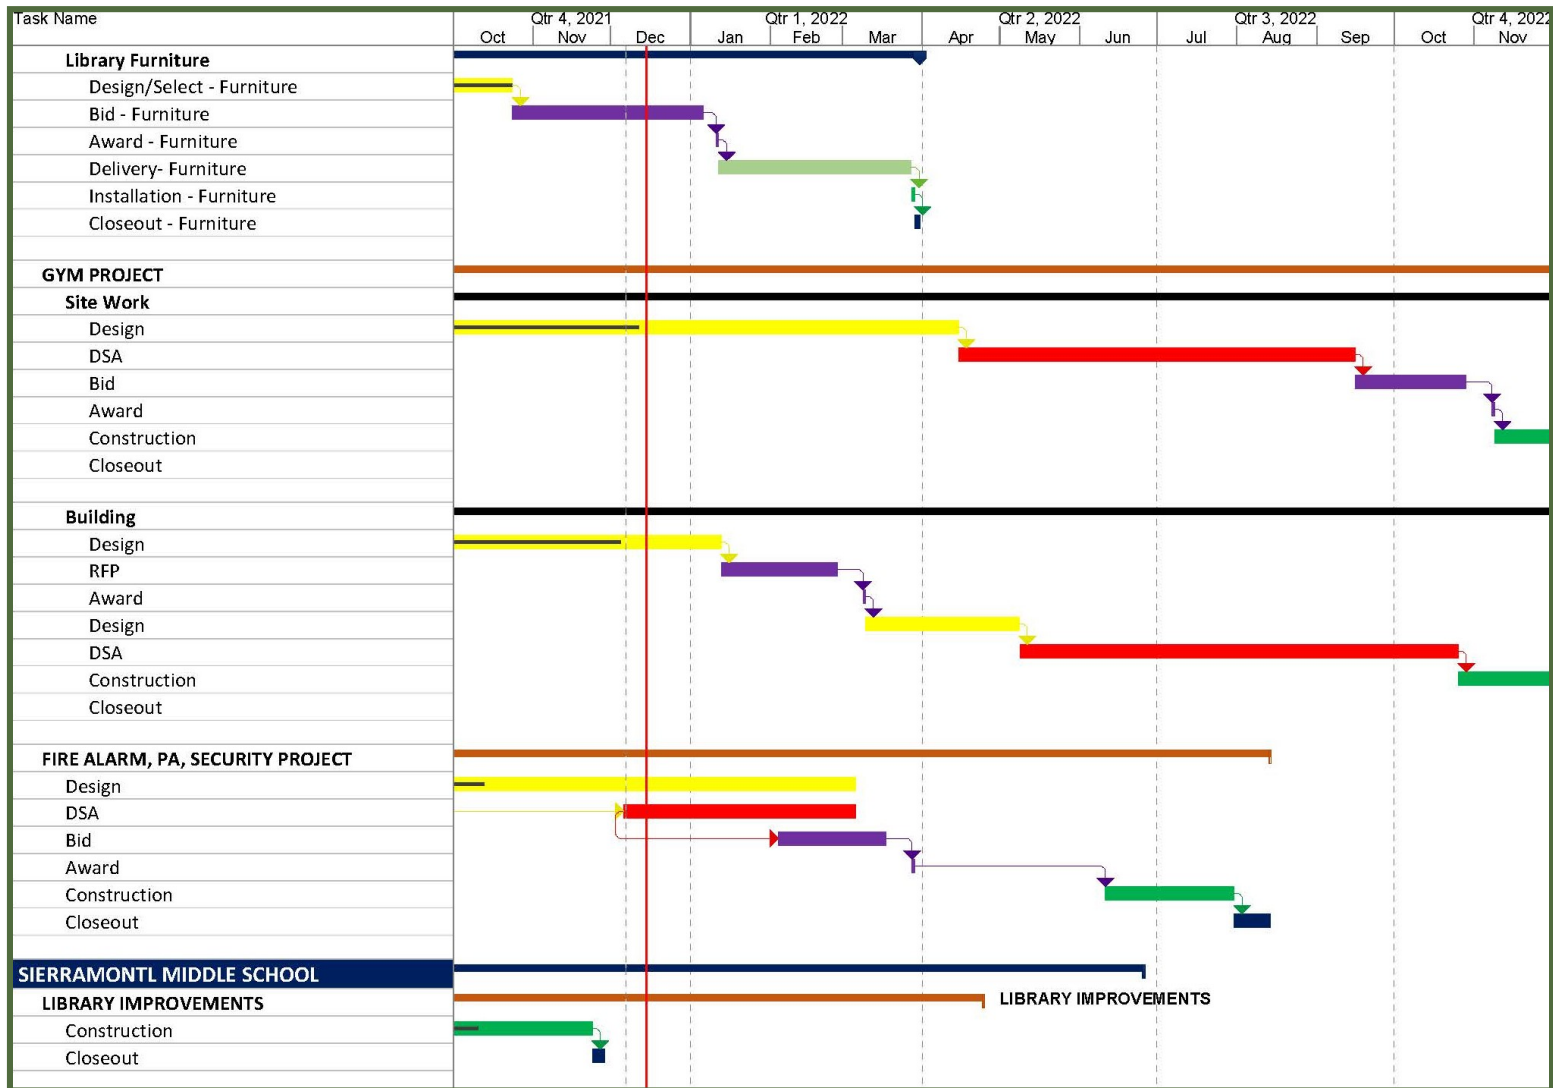 Task Name Qtr 4, 2021 Qtr 1, 2022 Qtr 2, 2022 Qtr 3, 2022 Qtr 4, 2022
Oct Nov Dec Jan Feb Mar Apr May Jun Jul Aug Sep Oct Nov
Library Furniture
Design/Select - Furniture
Bid - Furniture
Award - Furniture
Delivery- Furniture
Installation - Furniture
Closeout - Furniture
GYM PROJECT
Site Work
Design
DSA
Bid
Award
Construction
Closeout
Building
Design
RFP
Award
Design
DSA
Construction
Closeout
FIRE ALARM, PA, SECURITY PROJECT
Design
DSA
Bid
Award
Construction
Closeout
SIERRAMONTL MIDDLE SCHOOL
LIBRARY IMPROVEMENTS LIBRARY IMPROVEMENTS
Construction
Closeout